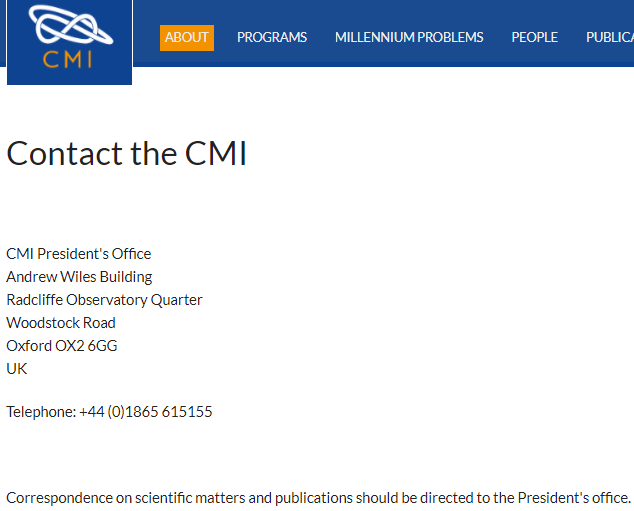 CMI
ABOUT PROGRAMS MILLENNIUM PROBLEMS PEOPLE
Contact the CMI
CMI President's Office
Andrew Wiles Building
Radcliffe Observatory Quarter
Woodstock Road
Oxford OX2 6GG
UK
Telephone: +44 (0)1865 615155
Correspondence on scientific matters and publications should be directed to the President's office.